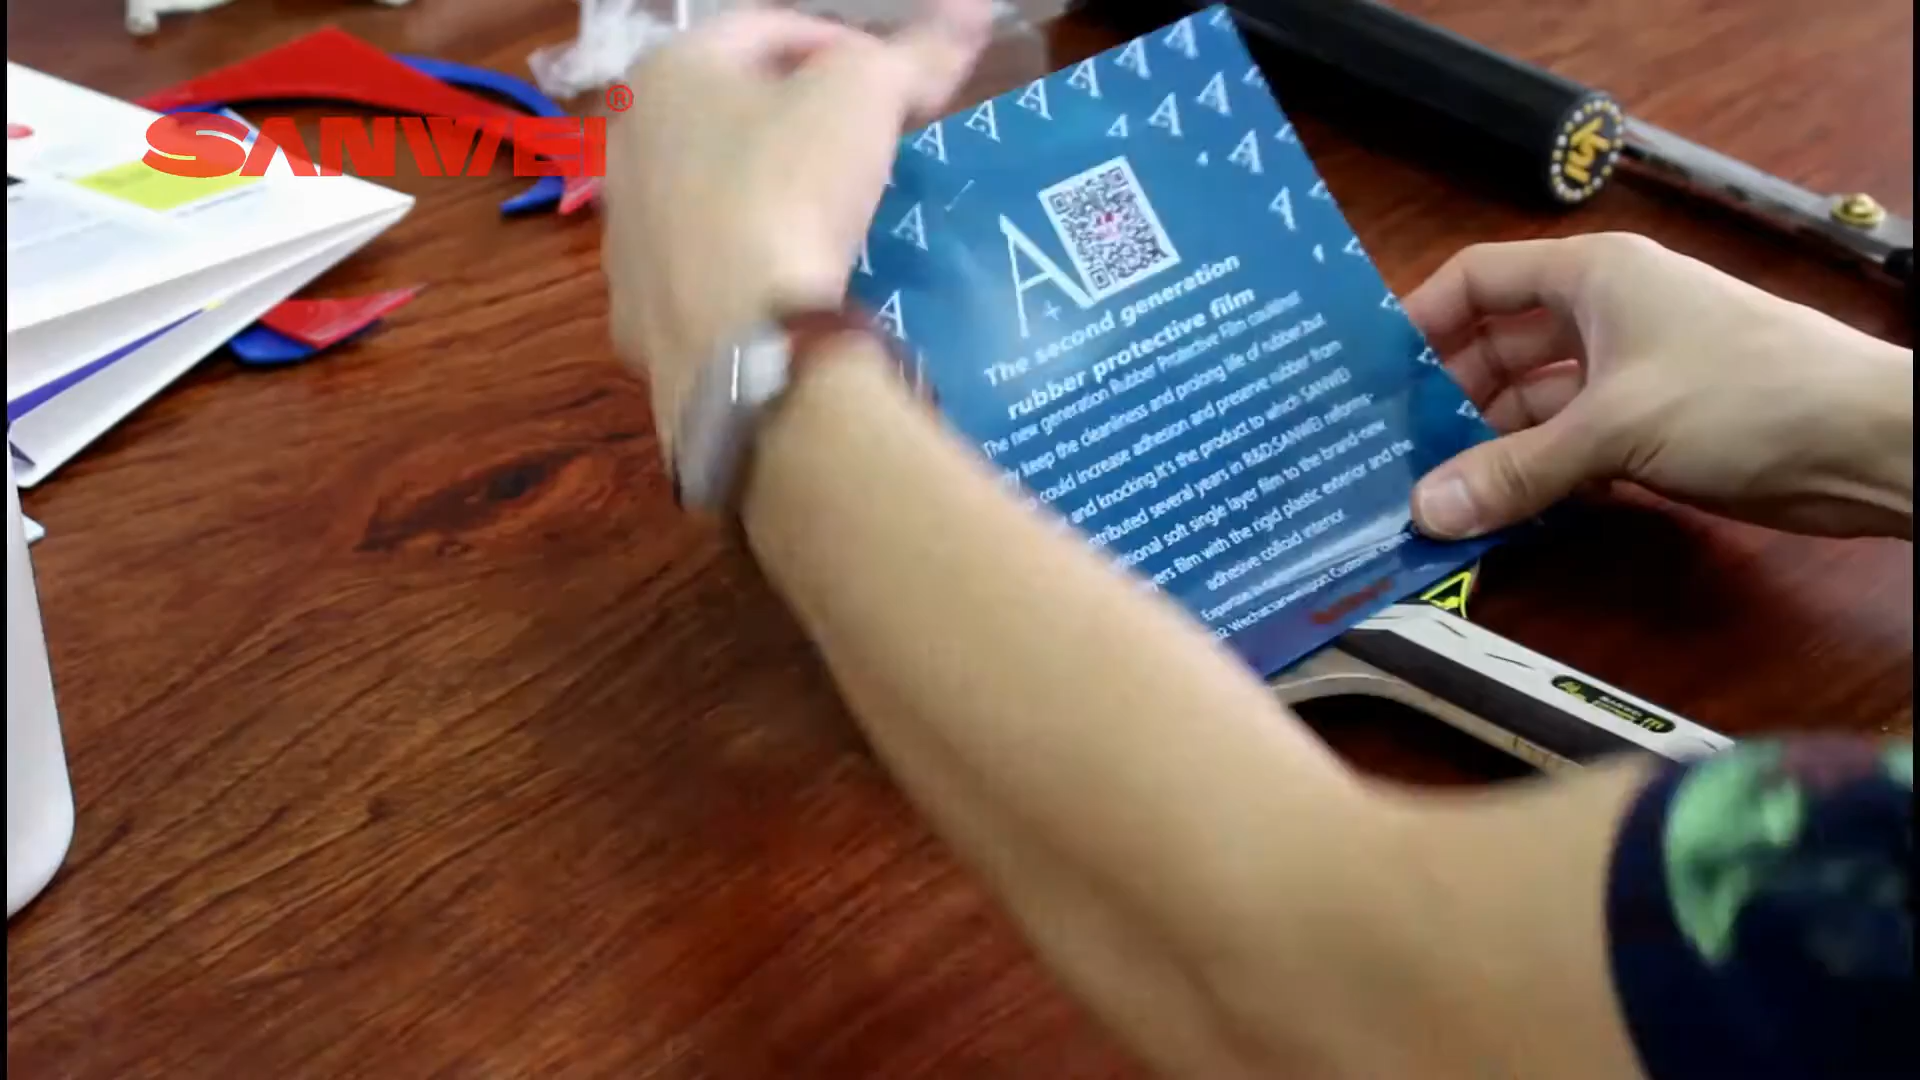 SANWEI®
A+
The second generation
rubber protective film
The new generation Rubber Protective Film
keep the cleanliness and prolong life of rubber,but
could increase adhesion and preserve rubber from
and knocking.It's the product to which SANWEI
several years in R&D;SANWEI reforms-
soft single layer film to the brand-new
film with the rigid plastic exterior and the
adhesive colloid interior.